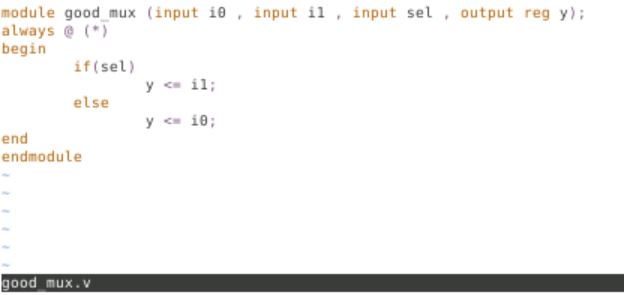 module good_mux (input i0 , input i1 , input sel , output reg y);
always @ (*)
begin
        if(sel)
                y <= i1;
        else
                y <= i0;
end
endmodule
~
~
~
~
~
~
good_mux.v